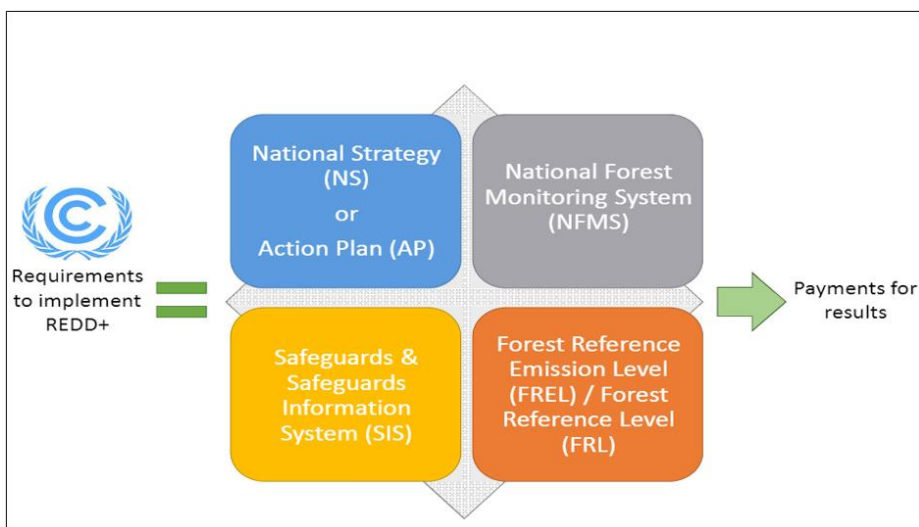 National Strategy
(NS)
or
Action Plan (AP)
National Forest
Monitoring System
(NFMS)
Requirements
to implement
REDD+
Payments for
results
Safeguards &
Safeguards
Information
System (SIS)
Forest Reference
Emission Level
(FREL) / Forest
Reference Level
(FRL)